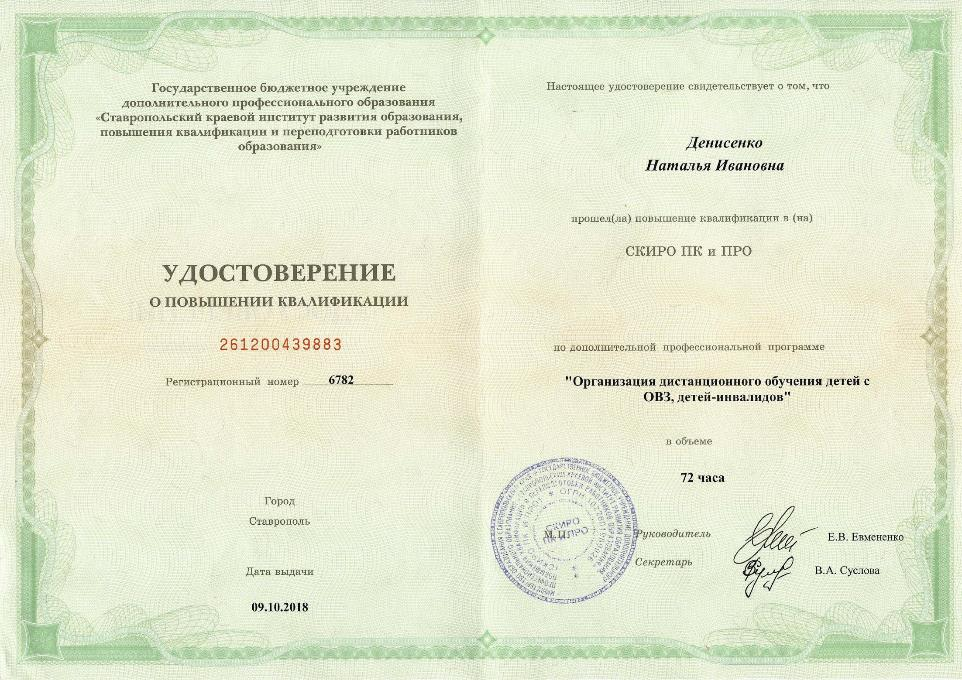 Государственное бюджетное учреждение
дополнительного профессионального образования
«Ставропольский краевой институт развития образования,
повышения квалификации и переподготовки работников
образования»
УДОСТОВЕРЕНИЕ
О ПОВЫШЕНИИ КВАЛИФИКАЦИИ
261200439883
Регистрационный номер 6782
Город
Ставрополь
Дата выдачи
09.10.2018
Настоящее удостоверение свидетельствует о том, что
Денисенко
Наталья Ивановна
прошел(ла) повышение квалификации в (на)
СКИРО ПК и ПРО
по дополнительной профессиональной программе
"Организация дистанционного обучения детей с
ОВЗ, детей-инвалидов"
в объеме
72 часа
М.П.
СКИРО
ПК и ПРО
Руководитель
Е.В. Евмененко
Секретарь
В.А. Суслова